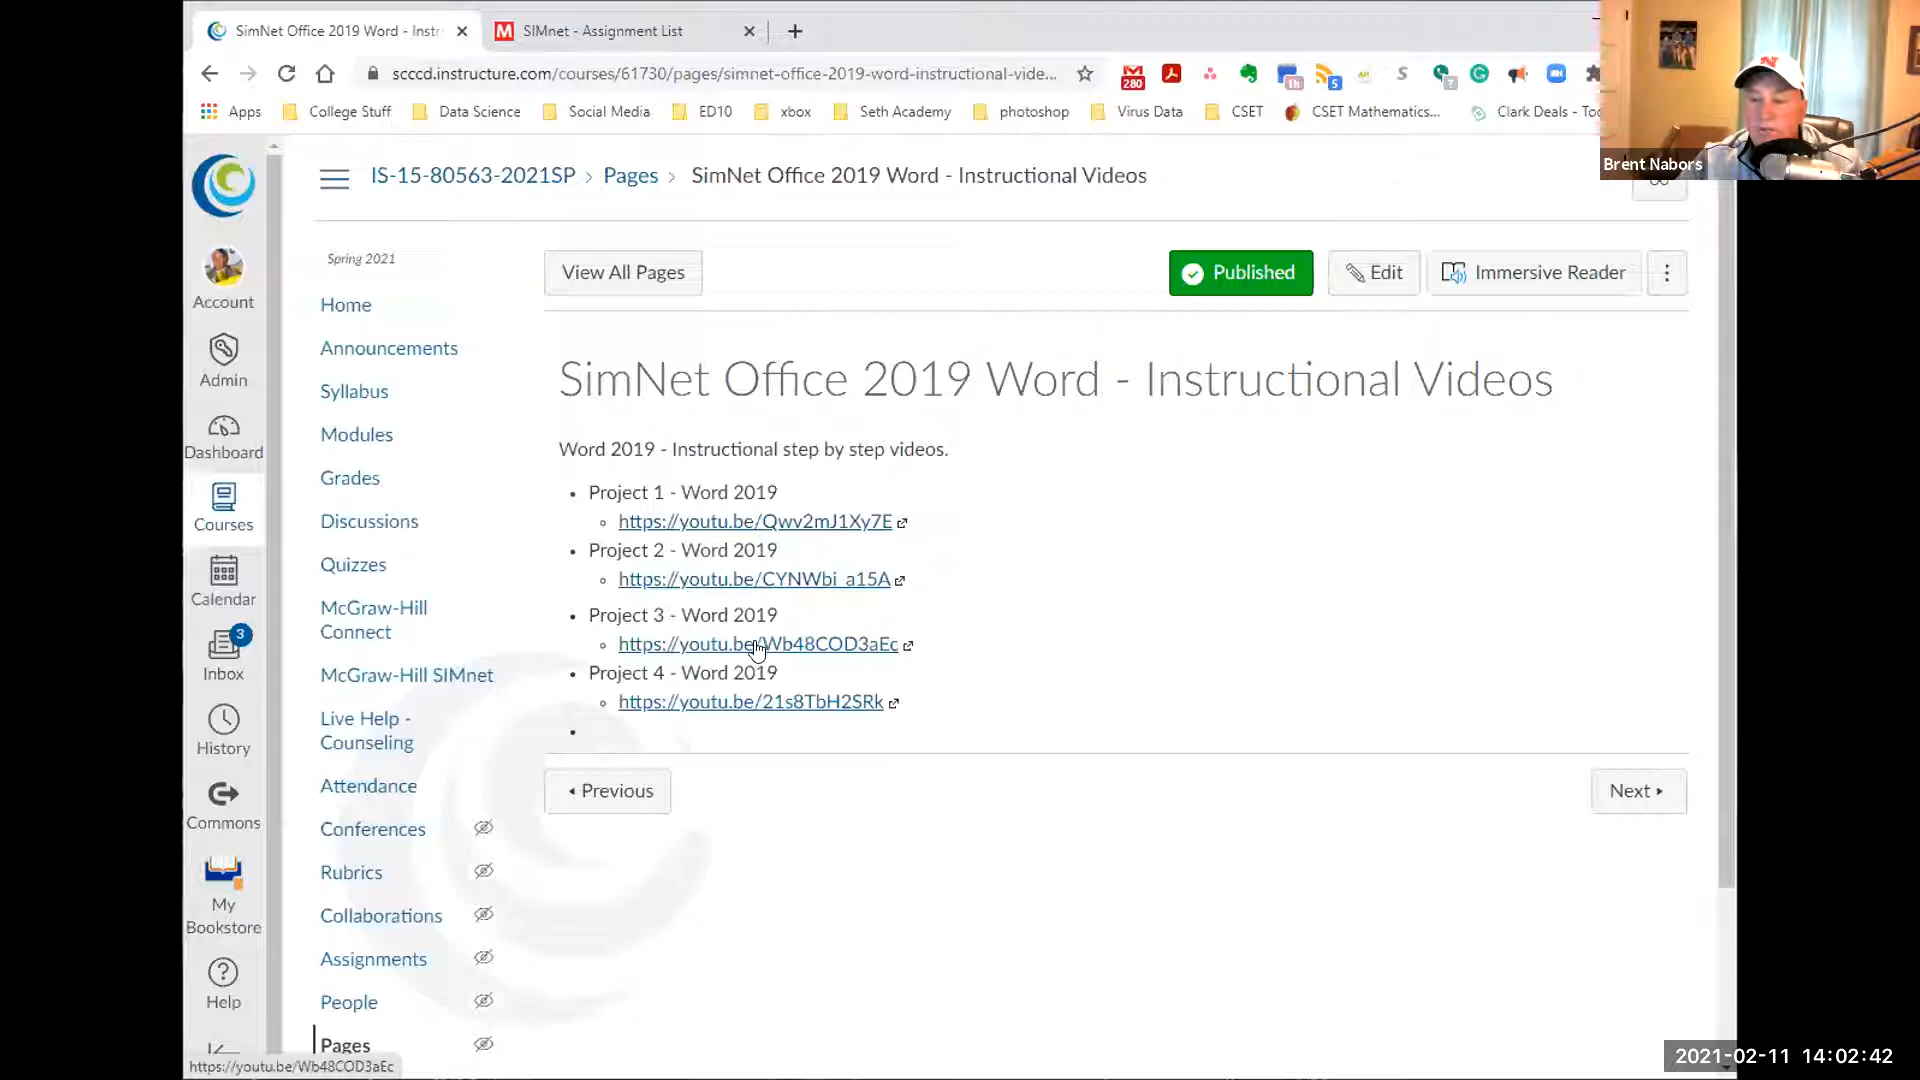 SimNet Office 2019 Word - Instr
SIMnet - Assignment List
scccd.instructure.com/courses/61730/pages/simnet-office-2019-word-instructional-vide...
280
1h
5
Apps
College Stuff
Data Science
Social Media
ED10
xbox
Seth Academy
photoshop
Virus Data
CSET
CSET Mathematics...
Clark Deals - Too
Brent Nabors
IS-15-80563-2021SP > Pages > SimNet Office 2019 Word - Instructional Videos
Account
Admin
Dashboard
Courses
Calendar
3
Inbox
History
Commons
My
Bookstore
Help
Spring 2021
Home
Announcements
Syllabus
Modules
Grades
Discussions
Quizzes
McGraw-Hill
Connect
McGraw-Hill SIMnet
Live Help -
Counseling
Attendance
Conferences
Rubrics
Collaborations
Assignments
People
Pages
View All Pages
Published
Edit
Immersive Reader
SimNet Office 2019 Word - Instructional Videos
Word 2019 - Instructional step by step videos.
• Project 1 - Word 2019
◦ https://youtu.be/Qwv2mJ1Xy7E
• Project 2 - Word 2019
◦ https://youtu.be/CYNWbi_a15A
• Project 3 - Word 2019
◦ https://youtu.be/Wb48COD3aEc
• Project 4 - Word 2019
◦ https://youtu.be/21s8TbH2SRk
•
Previous
Next
https://youtu.be/Wb48COD3aEc
2021-02-11 14:02:42